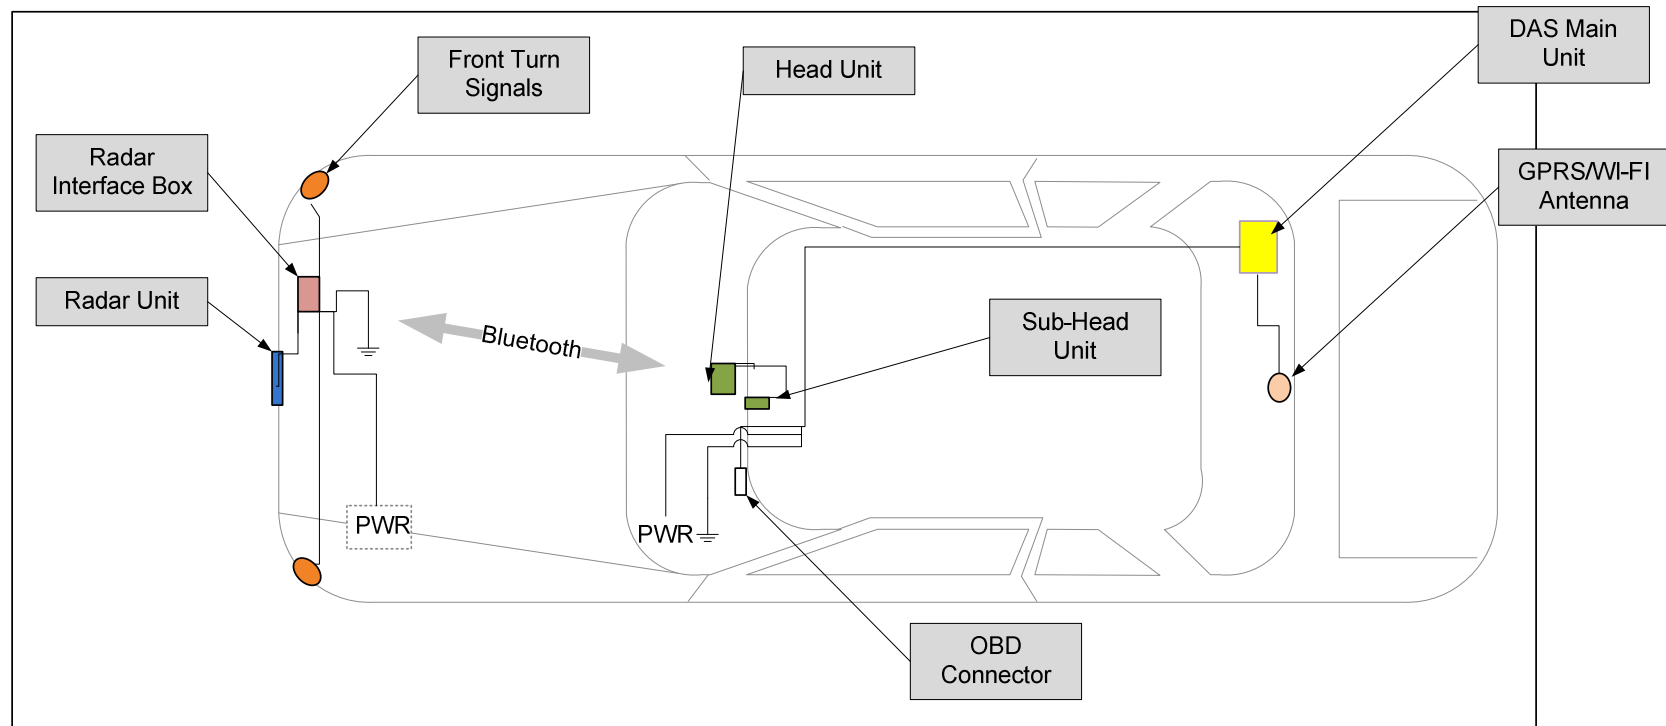 DAS Main
Unit
Front Turn
Signals
Head Unit
Radar
Interface Box
GPRS/WI-FI
Antenna
Radar Unit
Sub-Head
Unit
Bluetooth
PWR
PWR
OBD
Connector